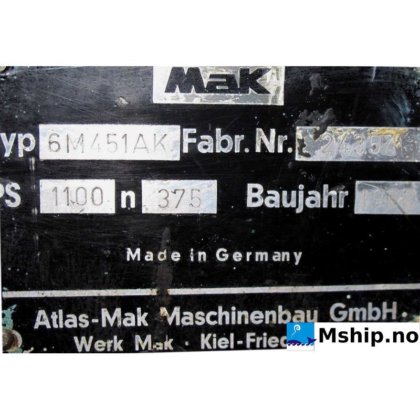 MaK
Typ 6M451AK Fabr. Nr.
PS 1100 n 375 Baujahr
Made in Germany
Atlas-Mak Maschinenbau GmbH
Werk Mak · Kiel-Fried
Mship.no